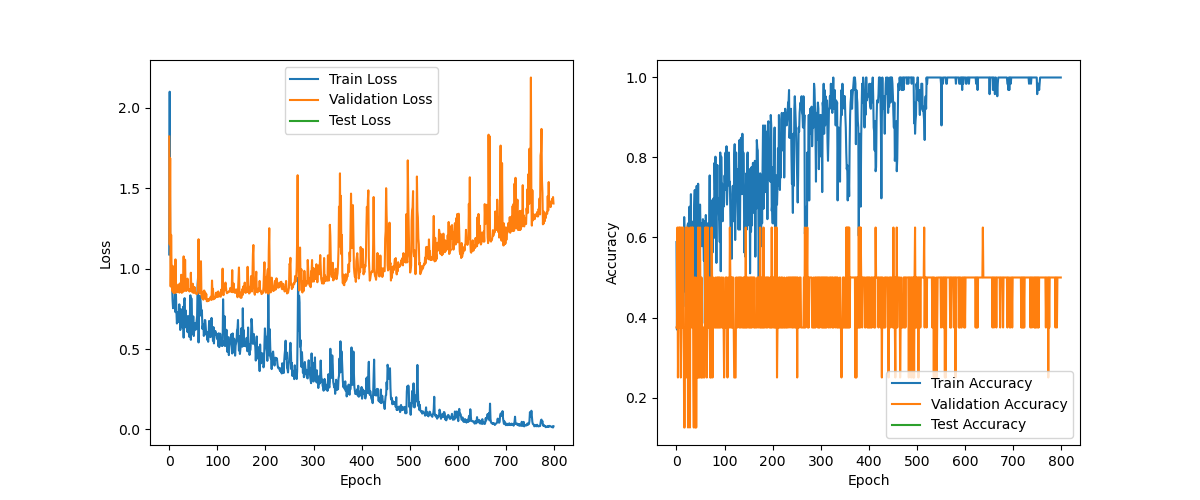 Train Loss
Validation Loss
Test Loss
2.0
1.5
1.0
0.5
0.0
Loss
0 100 200 300 400 500 600 700 800
Epoch
1.0
0.8
0.6
0.4
0.2
Accuracy
Train Accuracy
Validation Accuracy
Test Accuracy
0 100 200 300 400 500 600 700 800
Epoch